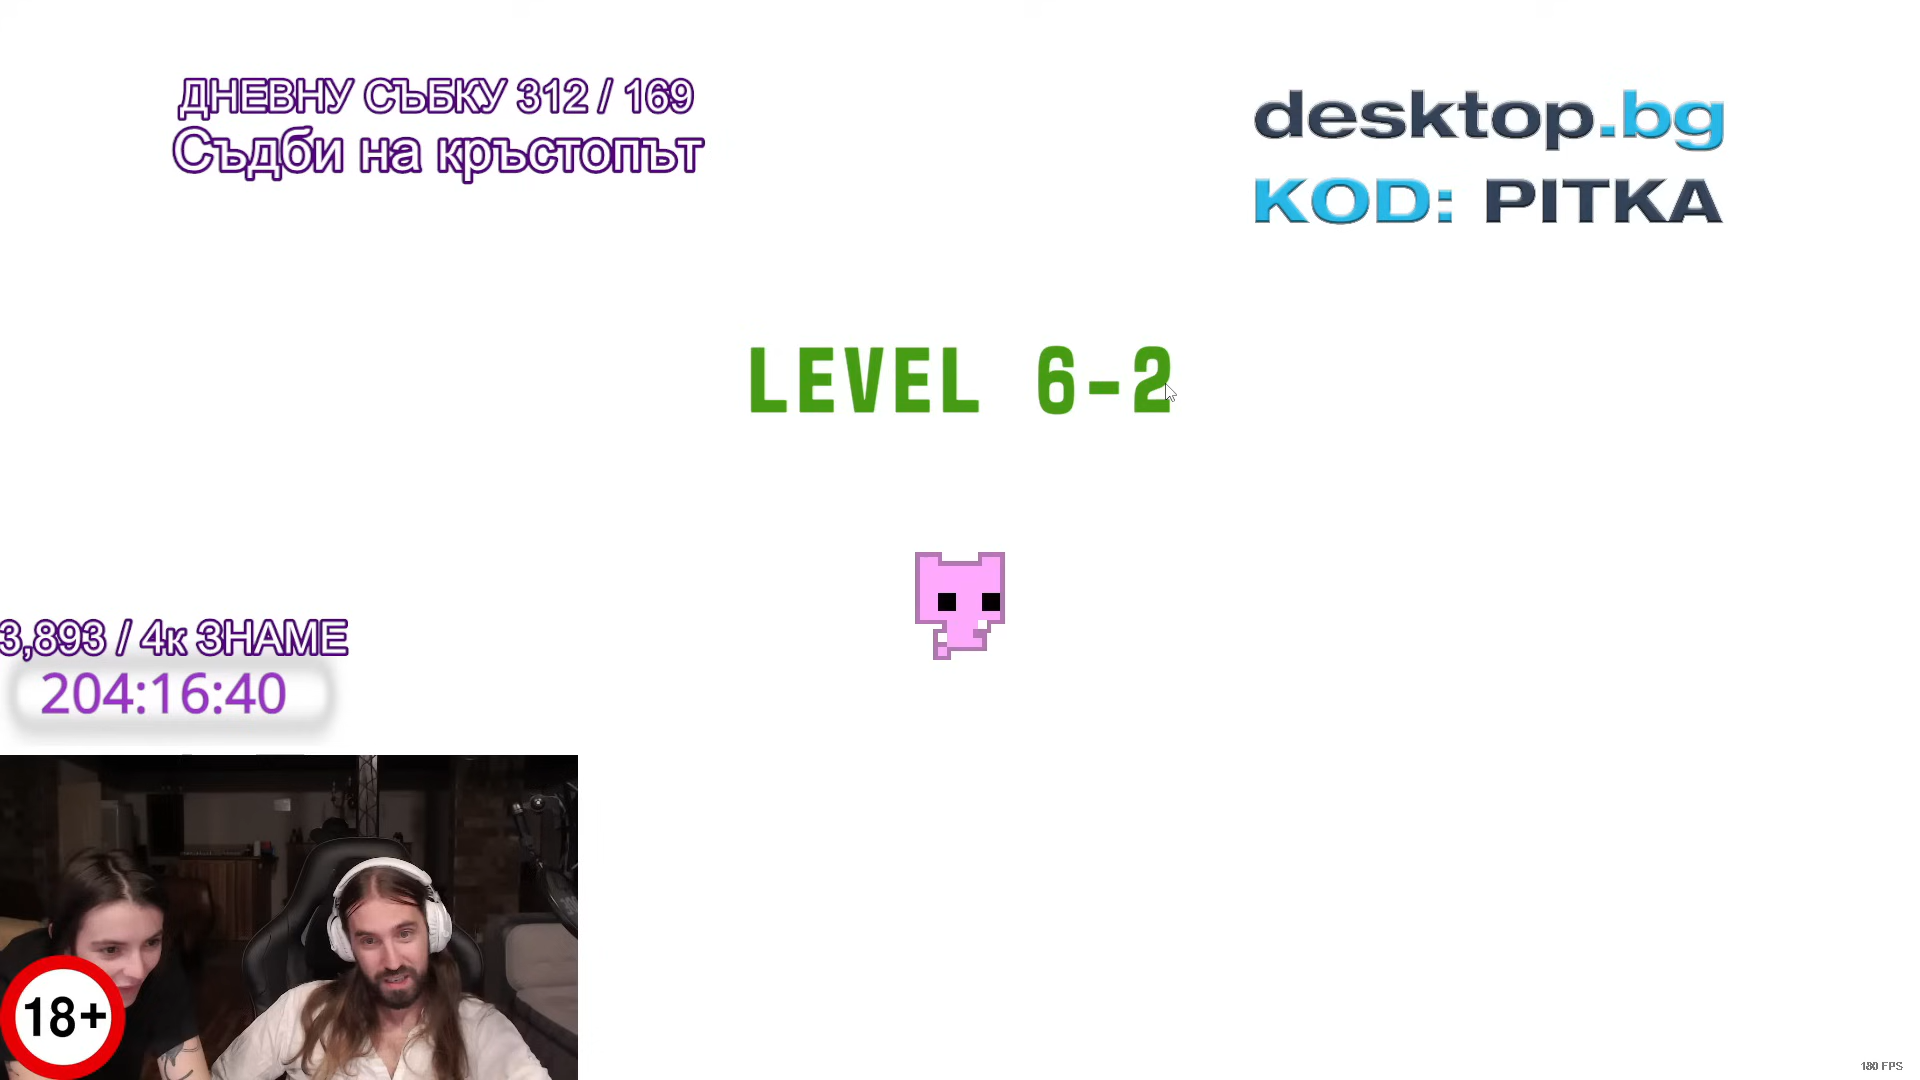 ДНЕВНУ СЪБКУ 312 / 169
Съдби на кръстопът
desktop.bg
KOD: PITKA
LEVEL 6-2
3,893 / 4к ЗНАМЕ
204:16:40
18+
180 FPS